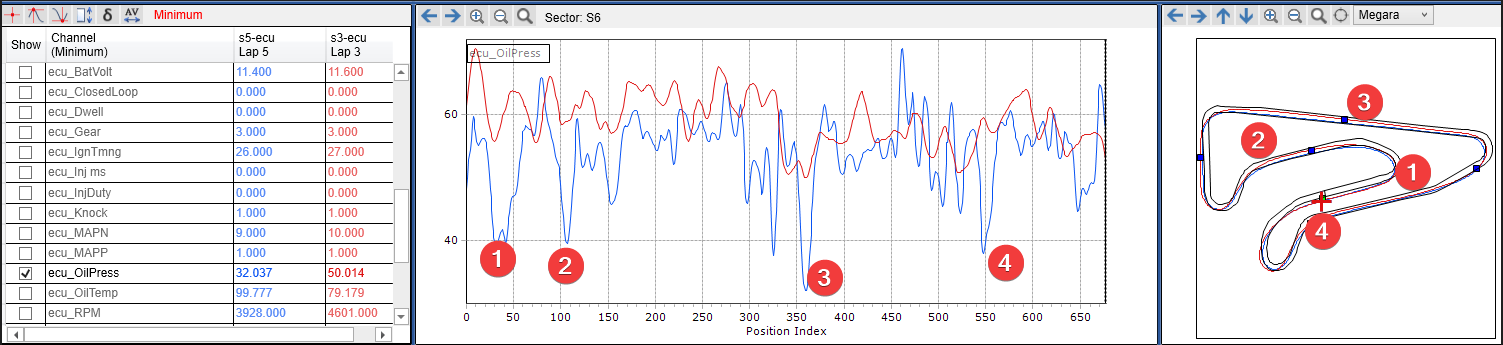 δ AV Minimum
Show Channel (Minimum) s5-ecu Lap 5 s3-ecu Lap 3
ecu_BatVolt 11.400 11.600
ecu_ClosedLoop 0.000 0.000
ecu_Dwell 0.000 0.000
ecu_Gear 3.000 3.000
ecu_IgnTmng 26.000 27.000
ecu_Inj ms 0.000 0.000
ecu_InjDuty 0.000 0.000
ecu_Knock 1.000 1.000
ecu_MAPN 9.000 10.000
ecu_MAPP 1.000 1.000
ecu_OilPress 32.037 50.014
ecu_OilTemp 99.777 79.179
ecu_RPM 3928.000 4601.000
Sector: S6
ecu_OilPress
60
40
1 2 3 4
0 50 100 150 200 250 300 350 400 450 500 550 600 650
Position Index
Megara
3
2
1
4